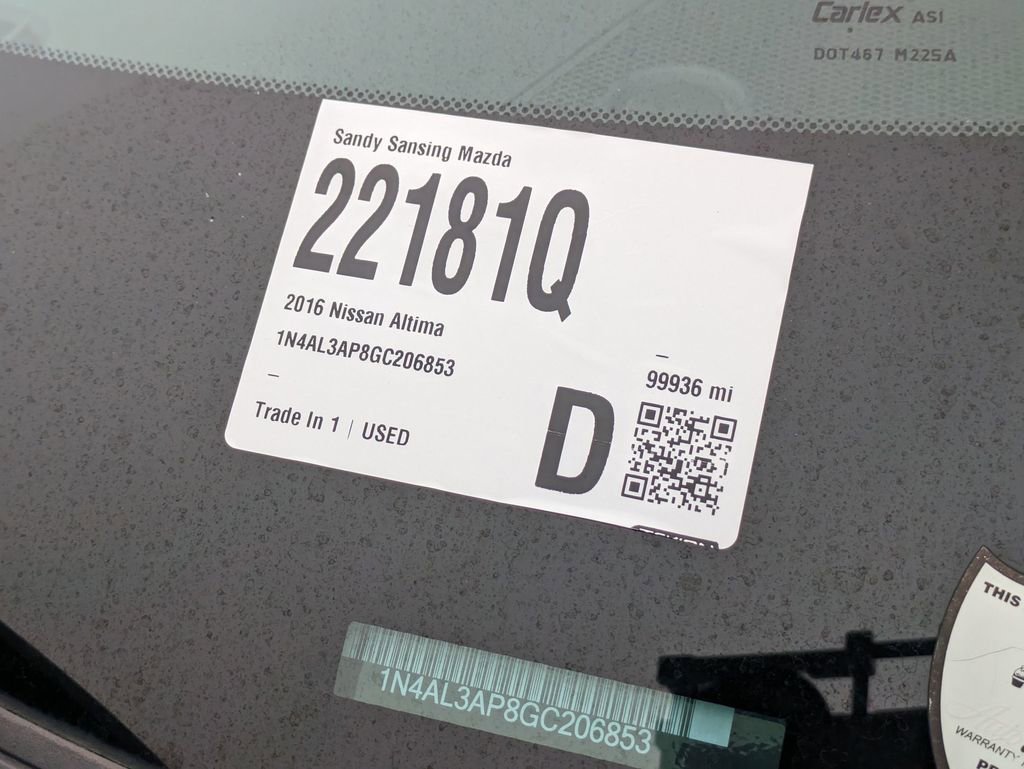 Carlex AS1
DOT467 M225A
Sandy Sansing Mazda
22181Q
2016 Nissan Altima
1N4AL3AP8GC206853
–
–
99936 mi
Trade In 1 | USED
D
1N4AL3AP8GC206853
THIS
WARRANTY